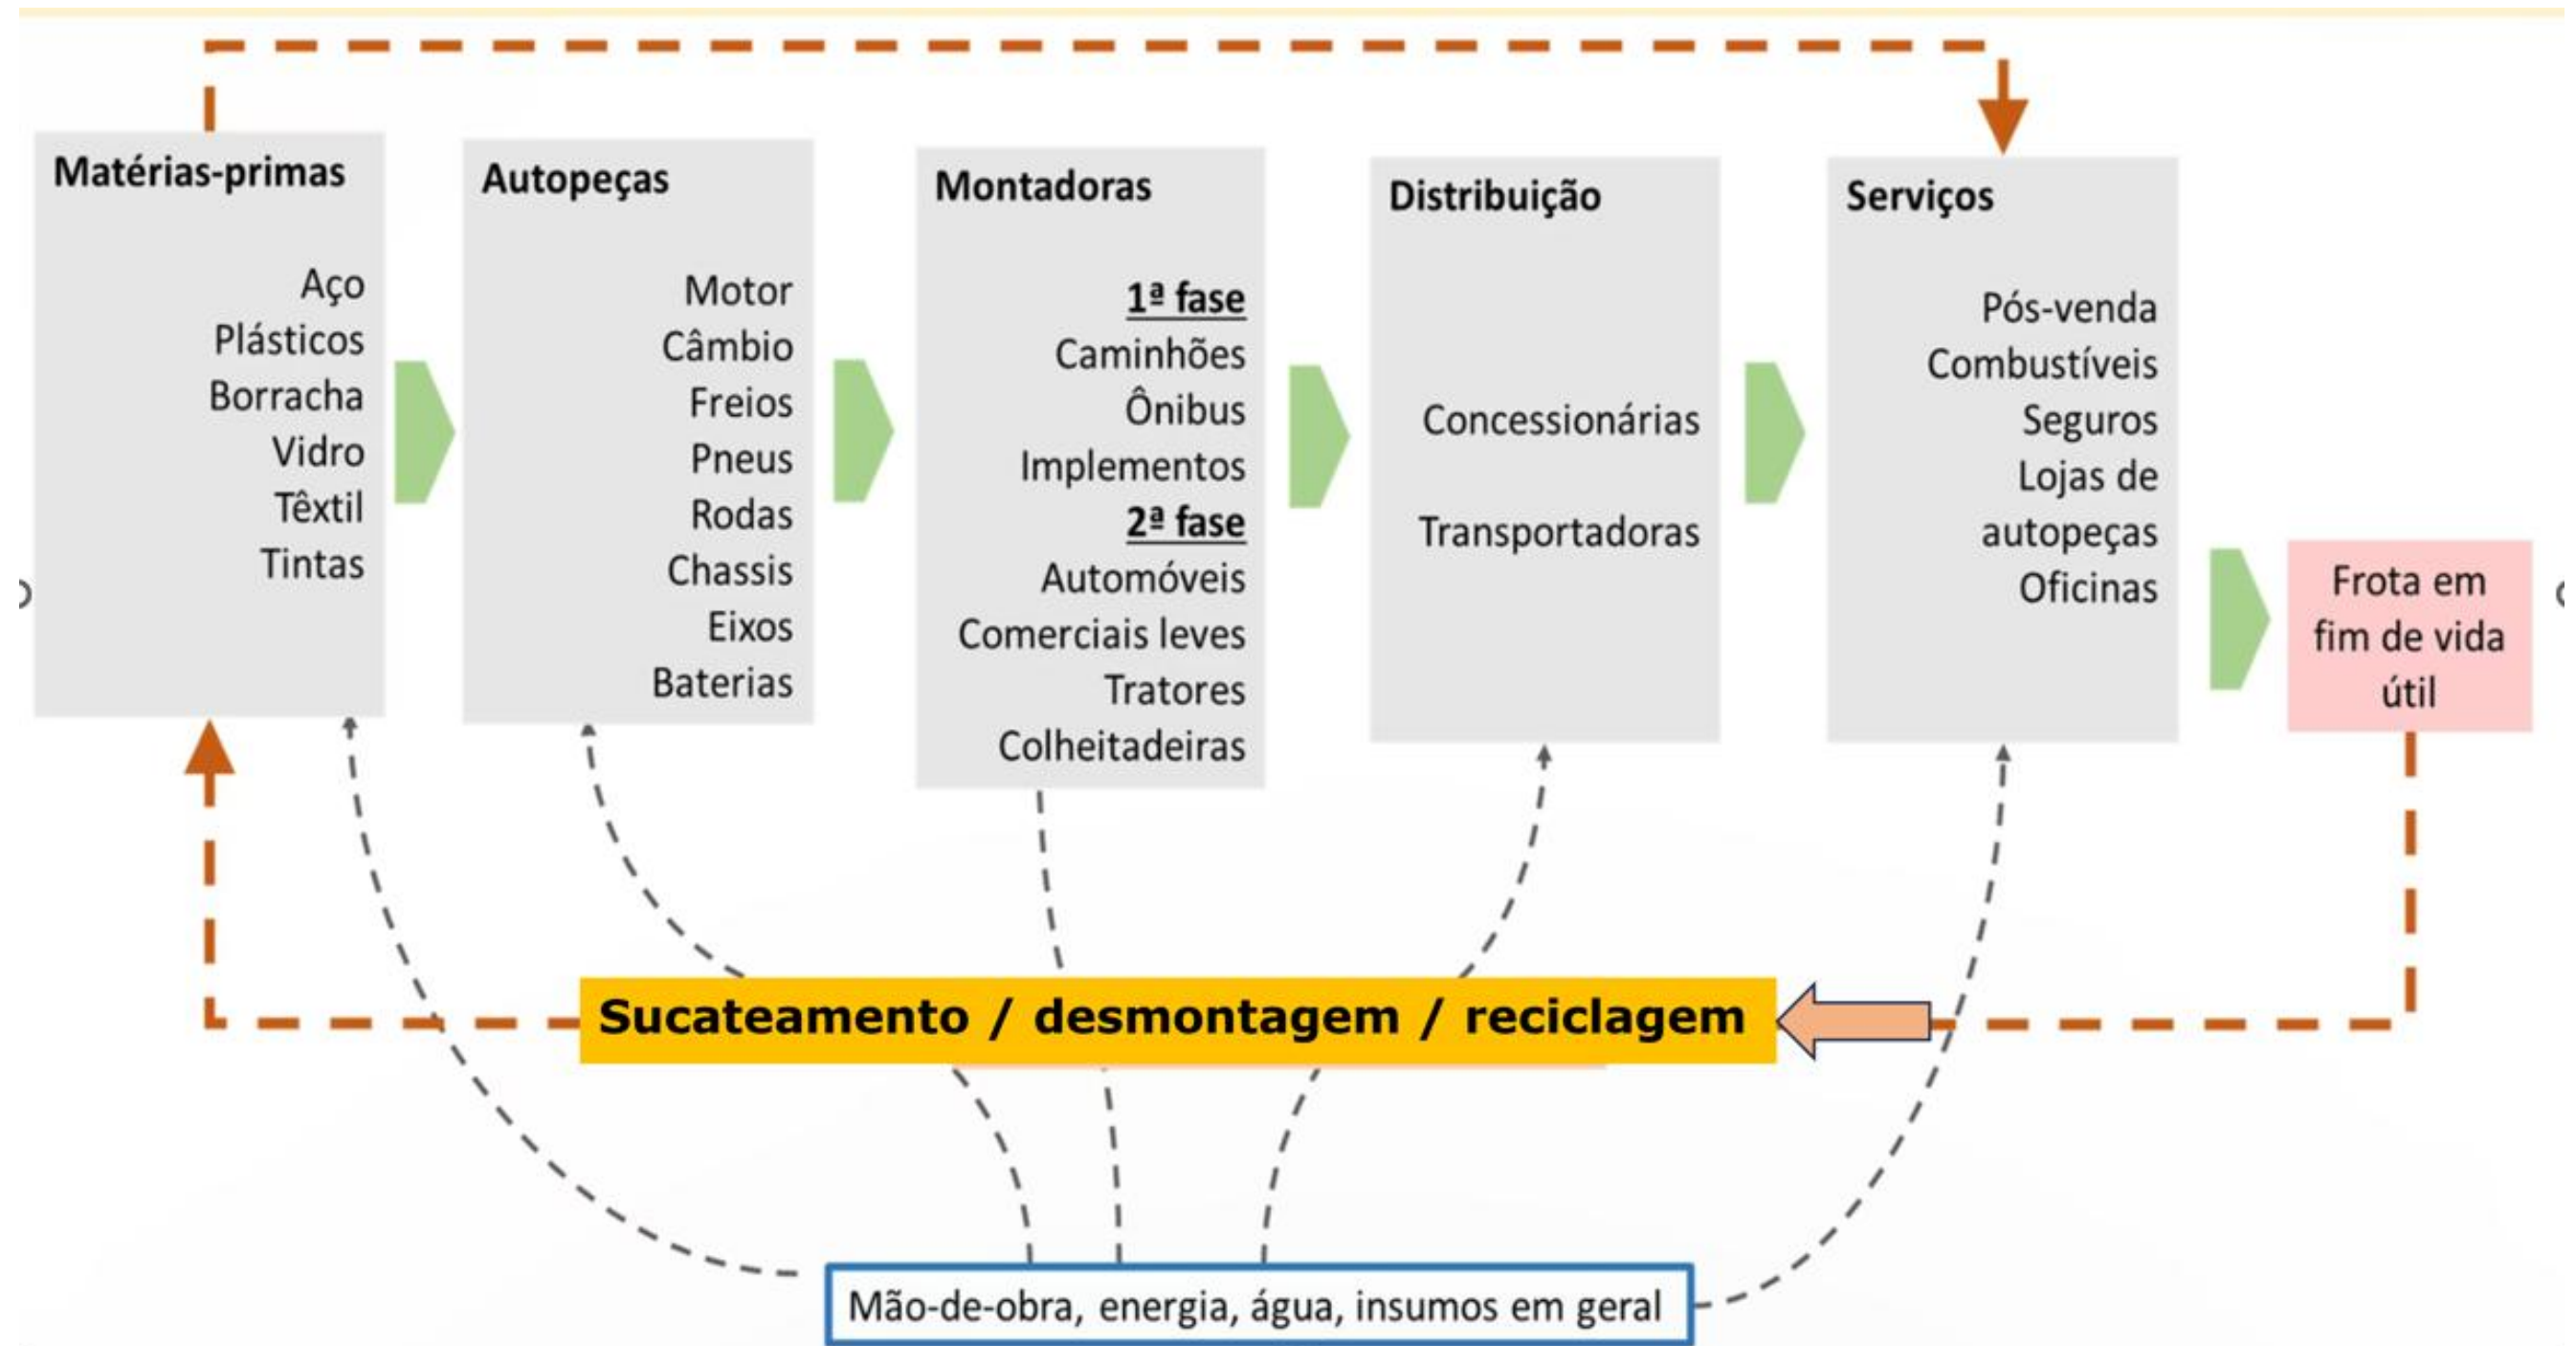 Matérias-primas
Aço
Plásticos
Borracha
Vidro
Têxtil
Tintas
Autopeças
Motor
Câmbio
Freios
Pneus
Rodas
Chassis
Eixos
Baterias
Montadoras
1ª fase
Caminhões
Ônibus
Implementos
2ª fase
Automóveis
Comerciais leves
Tratores
Colheitadeiras
Distribuição
Concessionárias
Transportadoras
Serviços
Pós-venda
Combustíveis
Seguros
Lojas de
autopeças
Oficinas
Frota em
fim de vida
útil
Sucateamento / desmontagem / reciclagem
Mão-de-obra, energia, água, insumos em geral